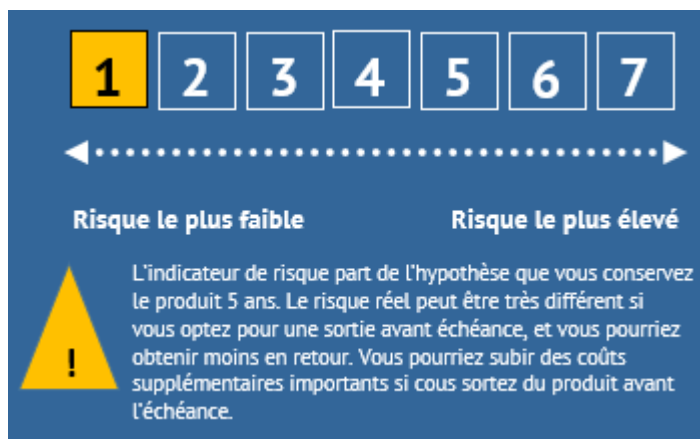 1 2 3 4 5 6 7
Risque le plus faible Risque le plus élevé
L'indicateur de risque part de l'hypothèse que vous conservez
le produit 5 ans. Le risque réel peut être très différent si
vous optez pour une sortie avant échéance, et vous pourriez
obtenir moins en retour. Vous pourriez subir des coûts
supplémentaires importants si cous sortez du produit avant
l'échéance.
!